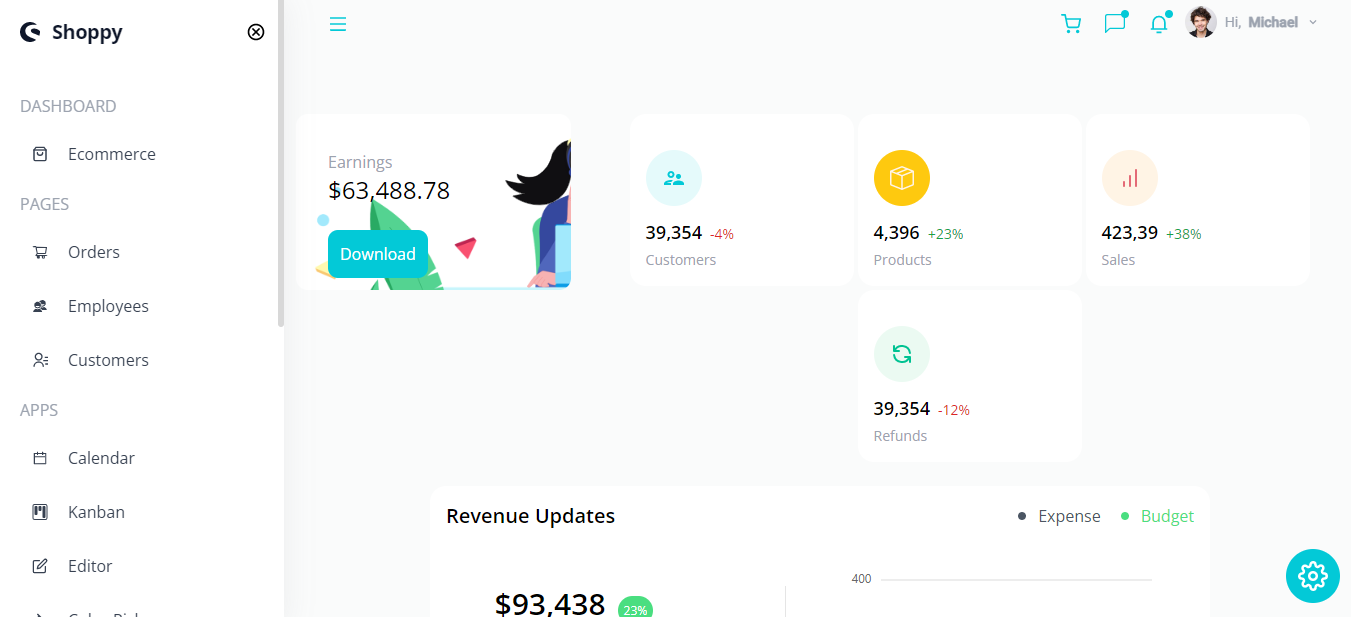 Shoppy
DASHBOARD
Ecommerce
PAGES
Orders
Employees
Customers
APPS
Calendar
Kanban
Editor
Hi, Michael
Earnings
$63,488.78
Download
39,354 -4%
Customers
4,396 +23%
Products
423,39 +38%
Sales
39,354 -12%
Refunds
Revenue Updates
Expense
Budget
$93,438 23%
400